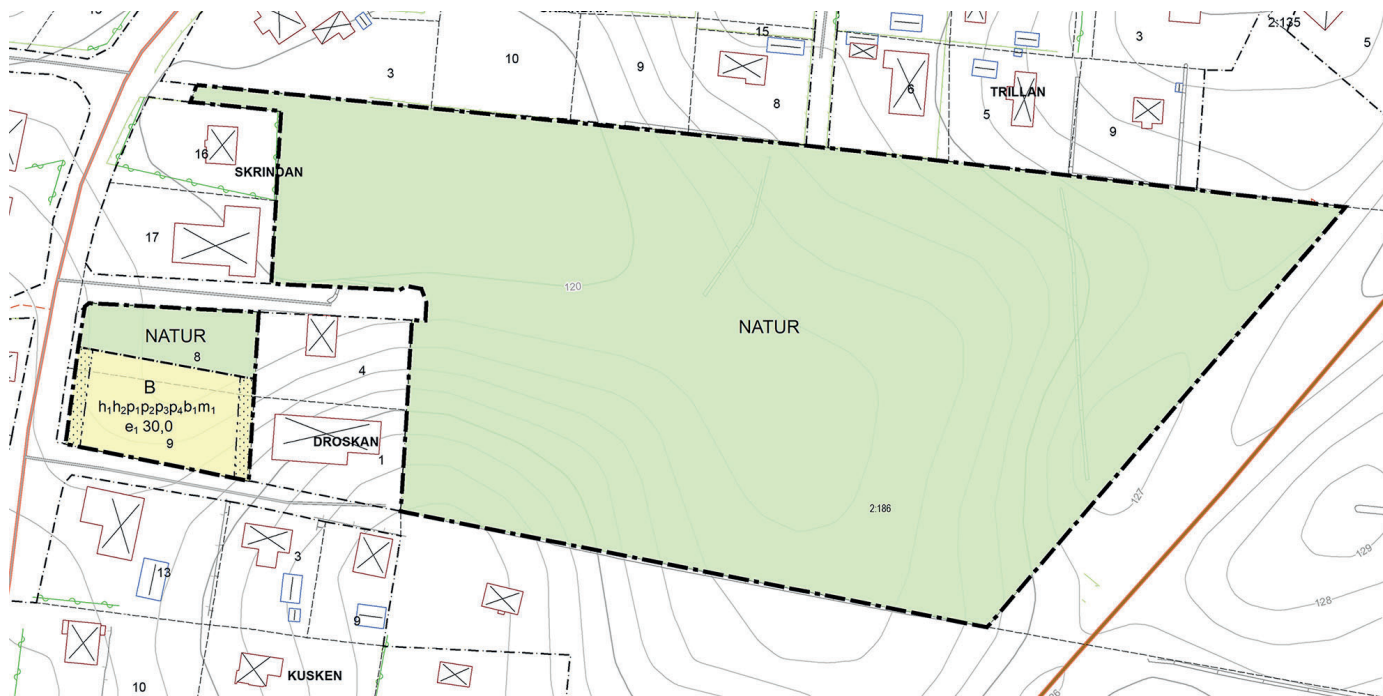 2:135
15
3
5
3
10
9
8
6
TRILLAN
5
9
16
SKRINDAN
17
120
NATUR
NATUR
8
B
h₁h₂p₁p₂p₃p₄b₁m₁
e₁ 30,0
9
4
DROSKAN
1
2:186
127
129
128
13
3
9
10
KUSKEN